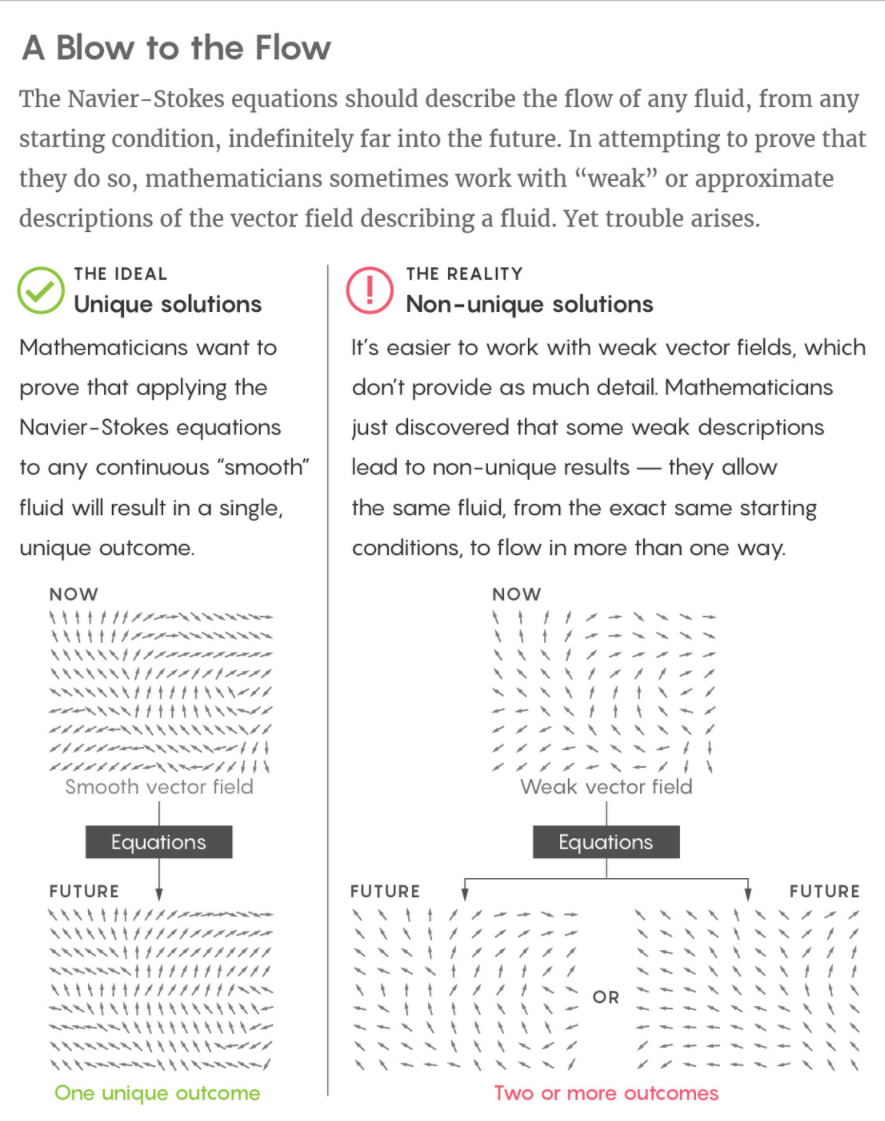 A Blow to the Flow
The Navier-Stokes equations should describe the flow of any fluid, from any
starting condition, indefinitely far into the future. In attempting to prove that
they do so, mathematicians sometimes work with “weak” or approximate
descriptions of the vector field describing a fluid. Yet trouble arises.
THE IDEAL
Unique solutions
Mathematicians want to
prove that applying the
Navier-Stokes equations
to any continuous “smooth”
fluid will result in a single,
unique outcome.
NOW
Smooth vector field
Equations
FUTURE
One unique outcome
THE REALITY
Non-unique solutions
It’s easier to work with weak vector fields, which
don’t provide as much detail. Mathematicians
just discovered that some weak descriptions
lead to non-unique results — they allow
the same fluid, from the exact same starting
conditions, to flow in more than one way.
NOW
Weak vector field
Equations
FUTURE
FUTURE
OR
Two or more outcomes